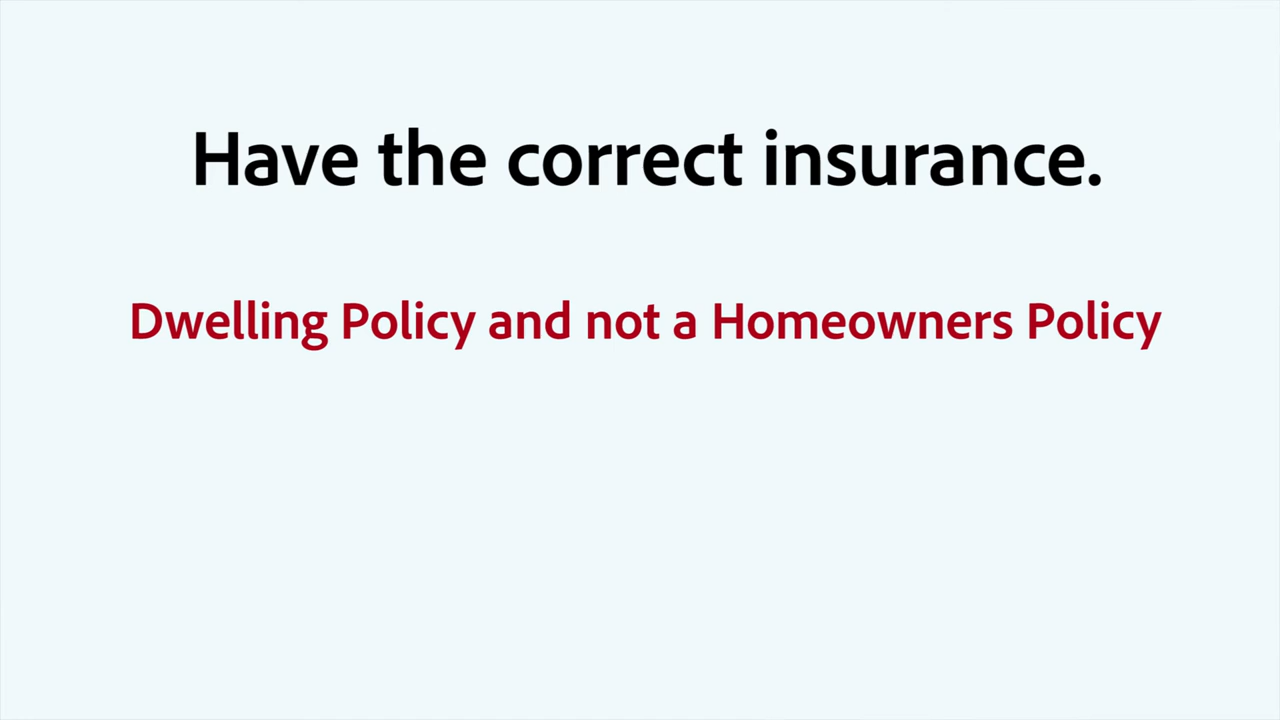 Have the correct insurance.
Dwelling Policy and not a Homeowners Policy